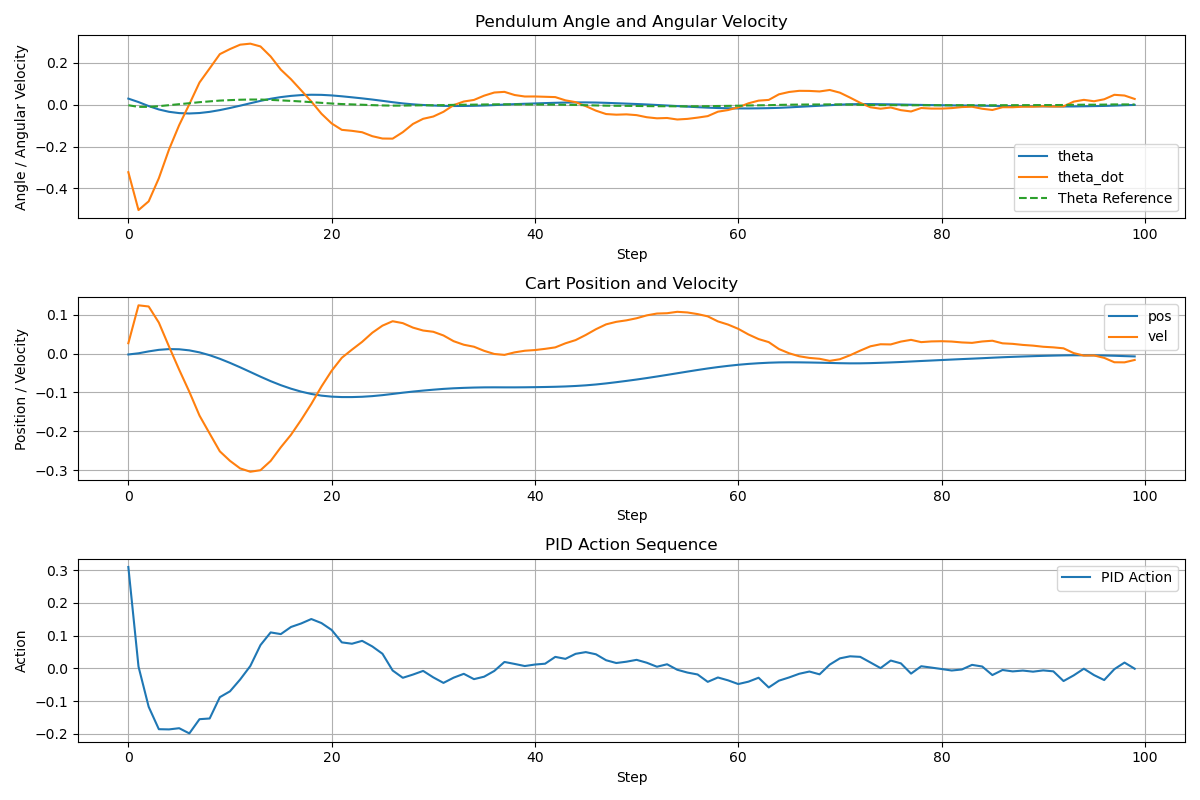 Pendulum Angle and Angular Velocity
Angle / Angular Velocity
0.2
0.0
−0.2
−0.4
theta
theta_dot
Theta Reference
0 20 40 60 80 100
Step
Cart Position and Velocity
Position / Velocity
0.1
0.0
−0.1
−0.2
−0.3
pos
vel
0 20 40 60 80 100
Step
PID Action Sequence
Action
0.3
0.2
0.1
0.0
−0.1
−0.2
PID Action
0 20 40 60 80 100
Step